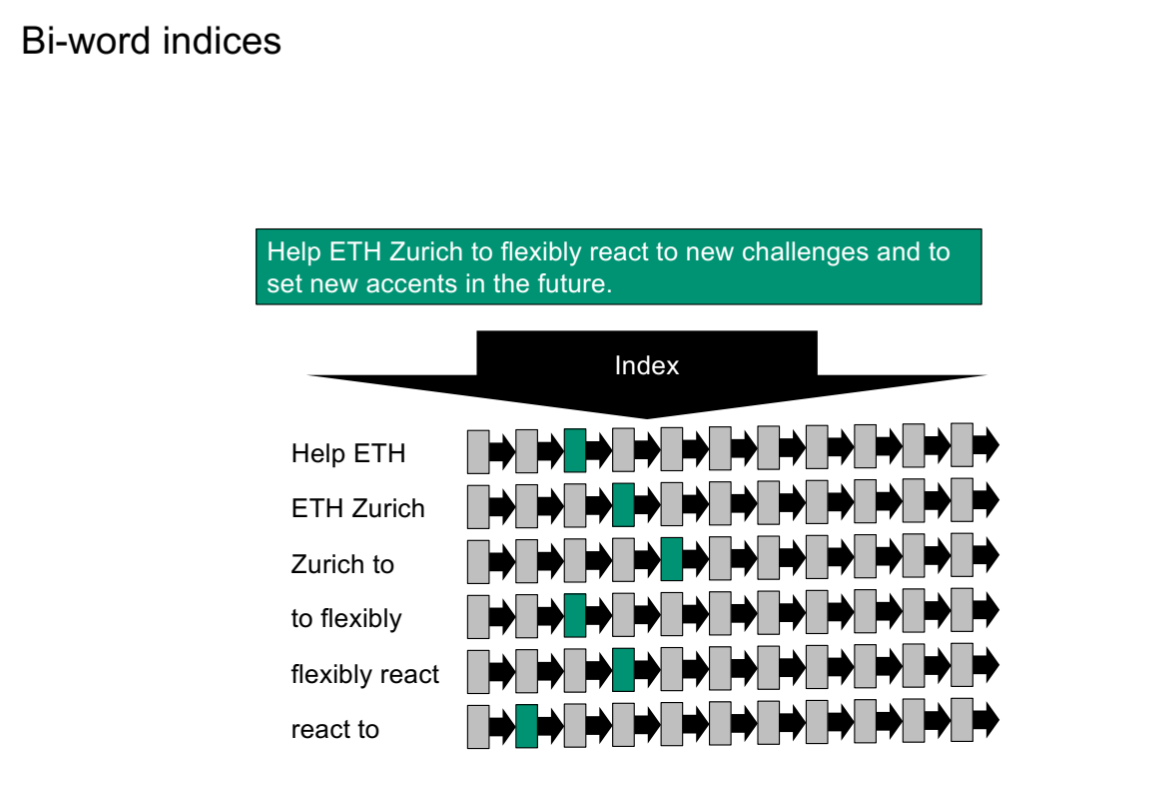 Bi-word indices
Help ETH Zurich to flexibly react to new challenges and to
set new accents in the future.
Index
Help ETH
ETH Zurich
Zurich to
to flexibly
flexibly react
react to